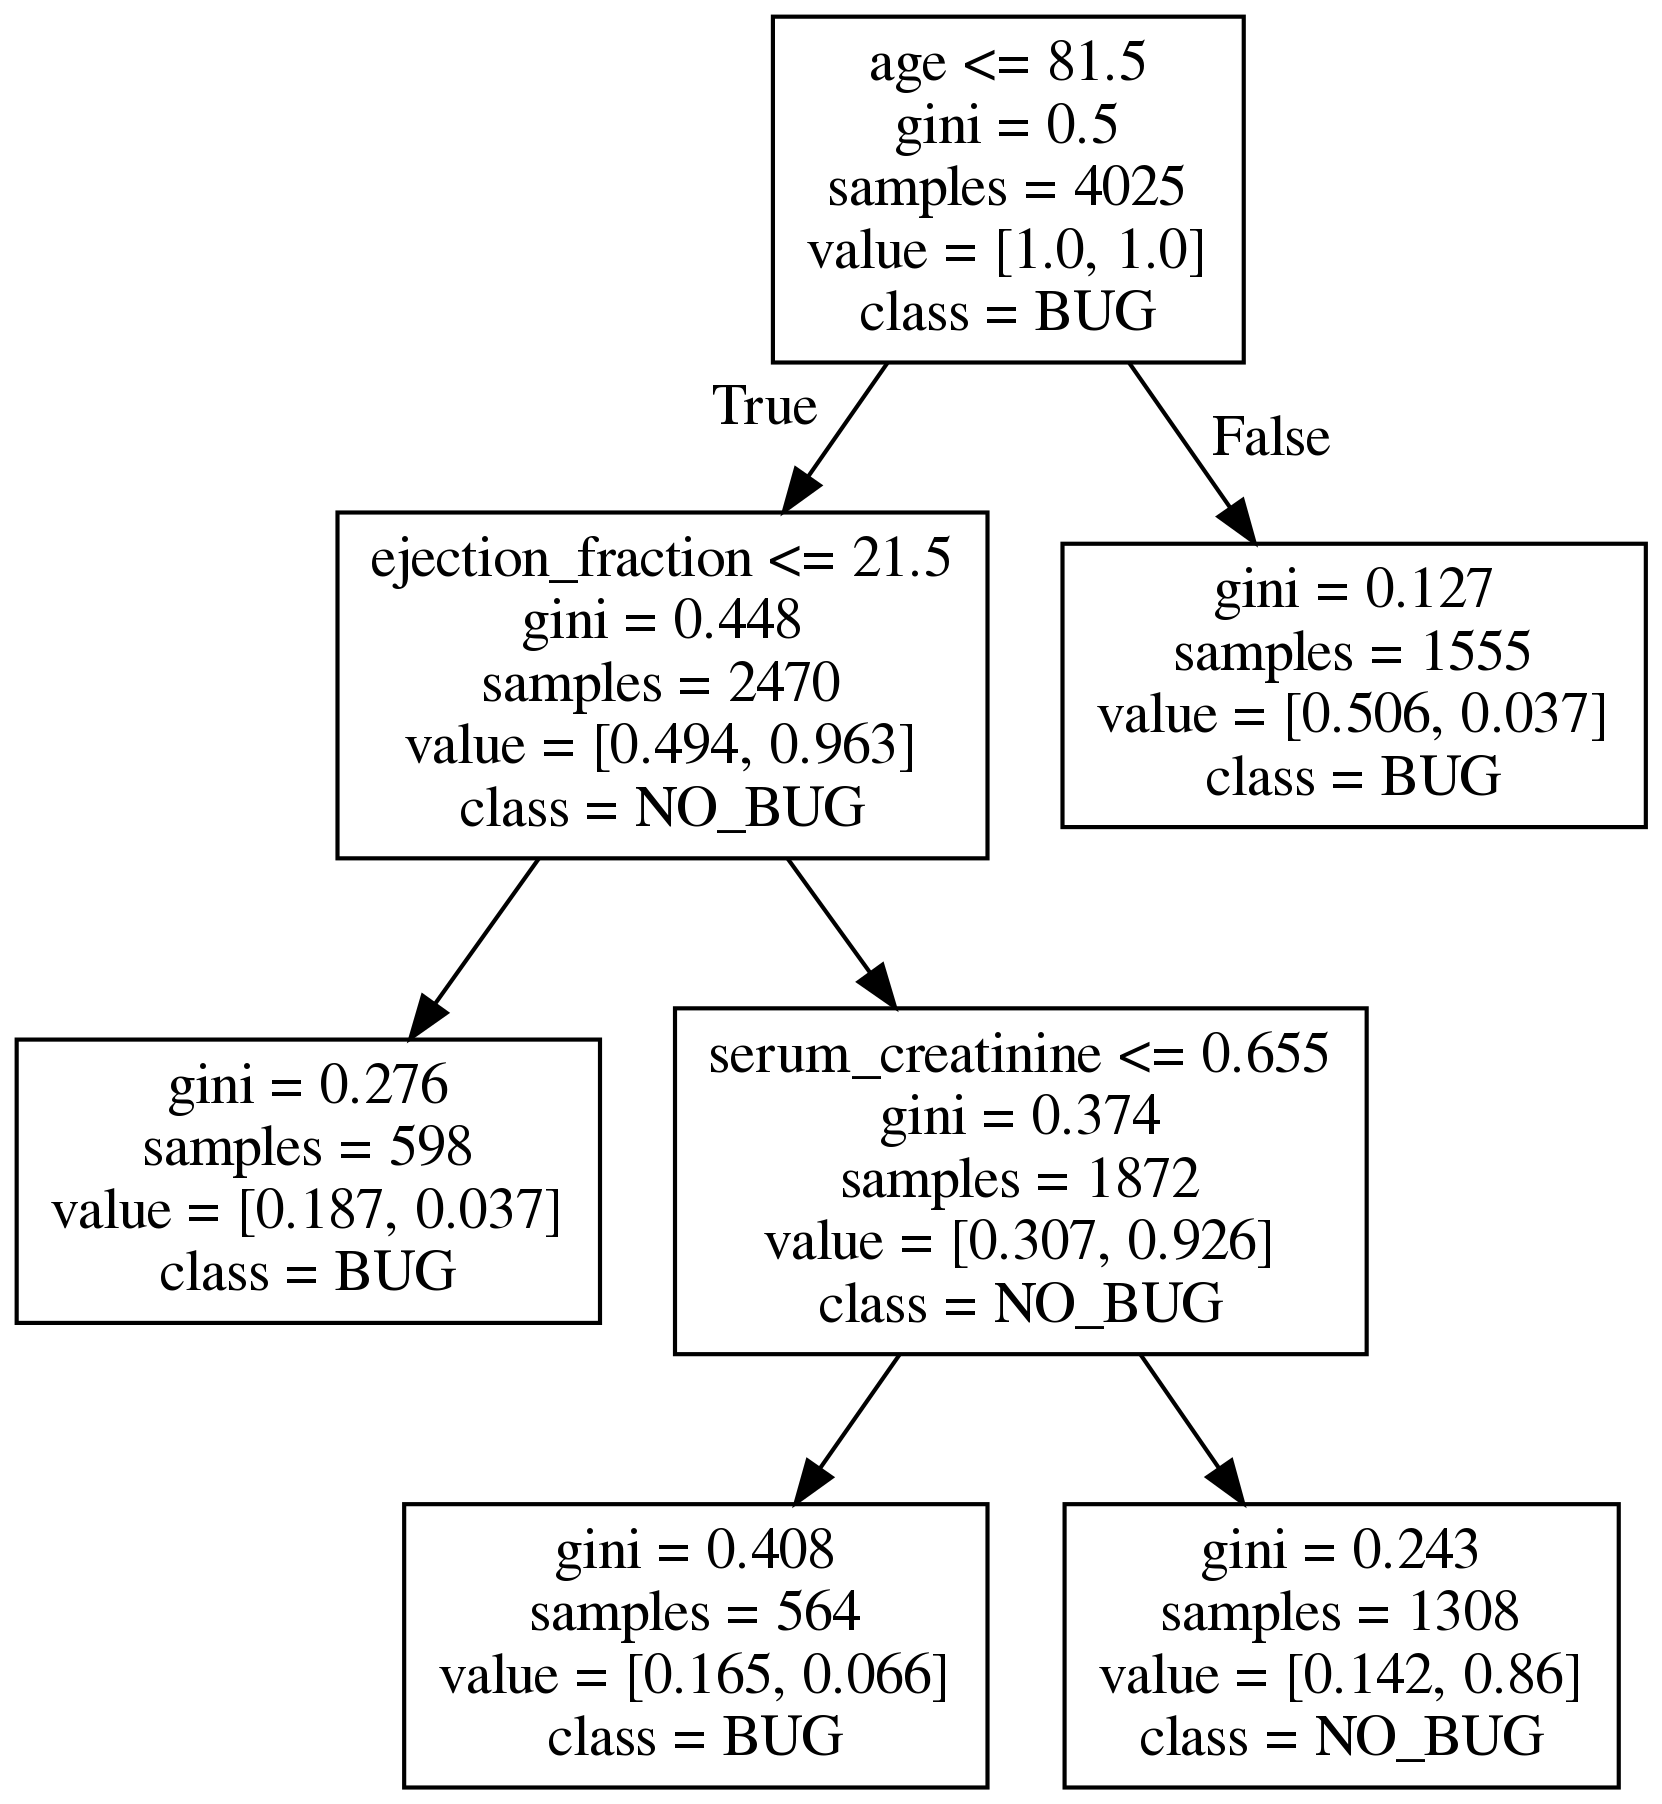 age <= 81.5
gini = 0.5
samples = 4025
value = [1.0, 1.0]
class = BUG
True
False
ejection_fraction <= 21.5
gini = 0.448
samples = 2470
value = [0.494, 0.963]
class = NO_BUG
gini = 0.127
samples = 1555
value = [0.506, 0.037]
class = BUG
gini = 0.276
samples = 598
value = [0.187, 0.037]
class = BUG
serum_creatinine <= 0.655
gini = 0.374
samples = 1872
value = [0.307, 0.926]
class = NO_BUG
gini = 0.408
samples = 564
value = [0.165, 0.066]
class = BUG
gini = 0.243
samples = 1308
value = [0.142, 0.86]
class = NO_BUG